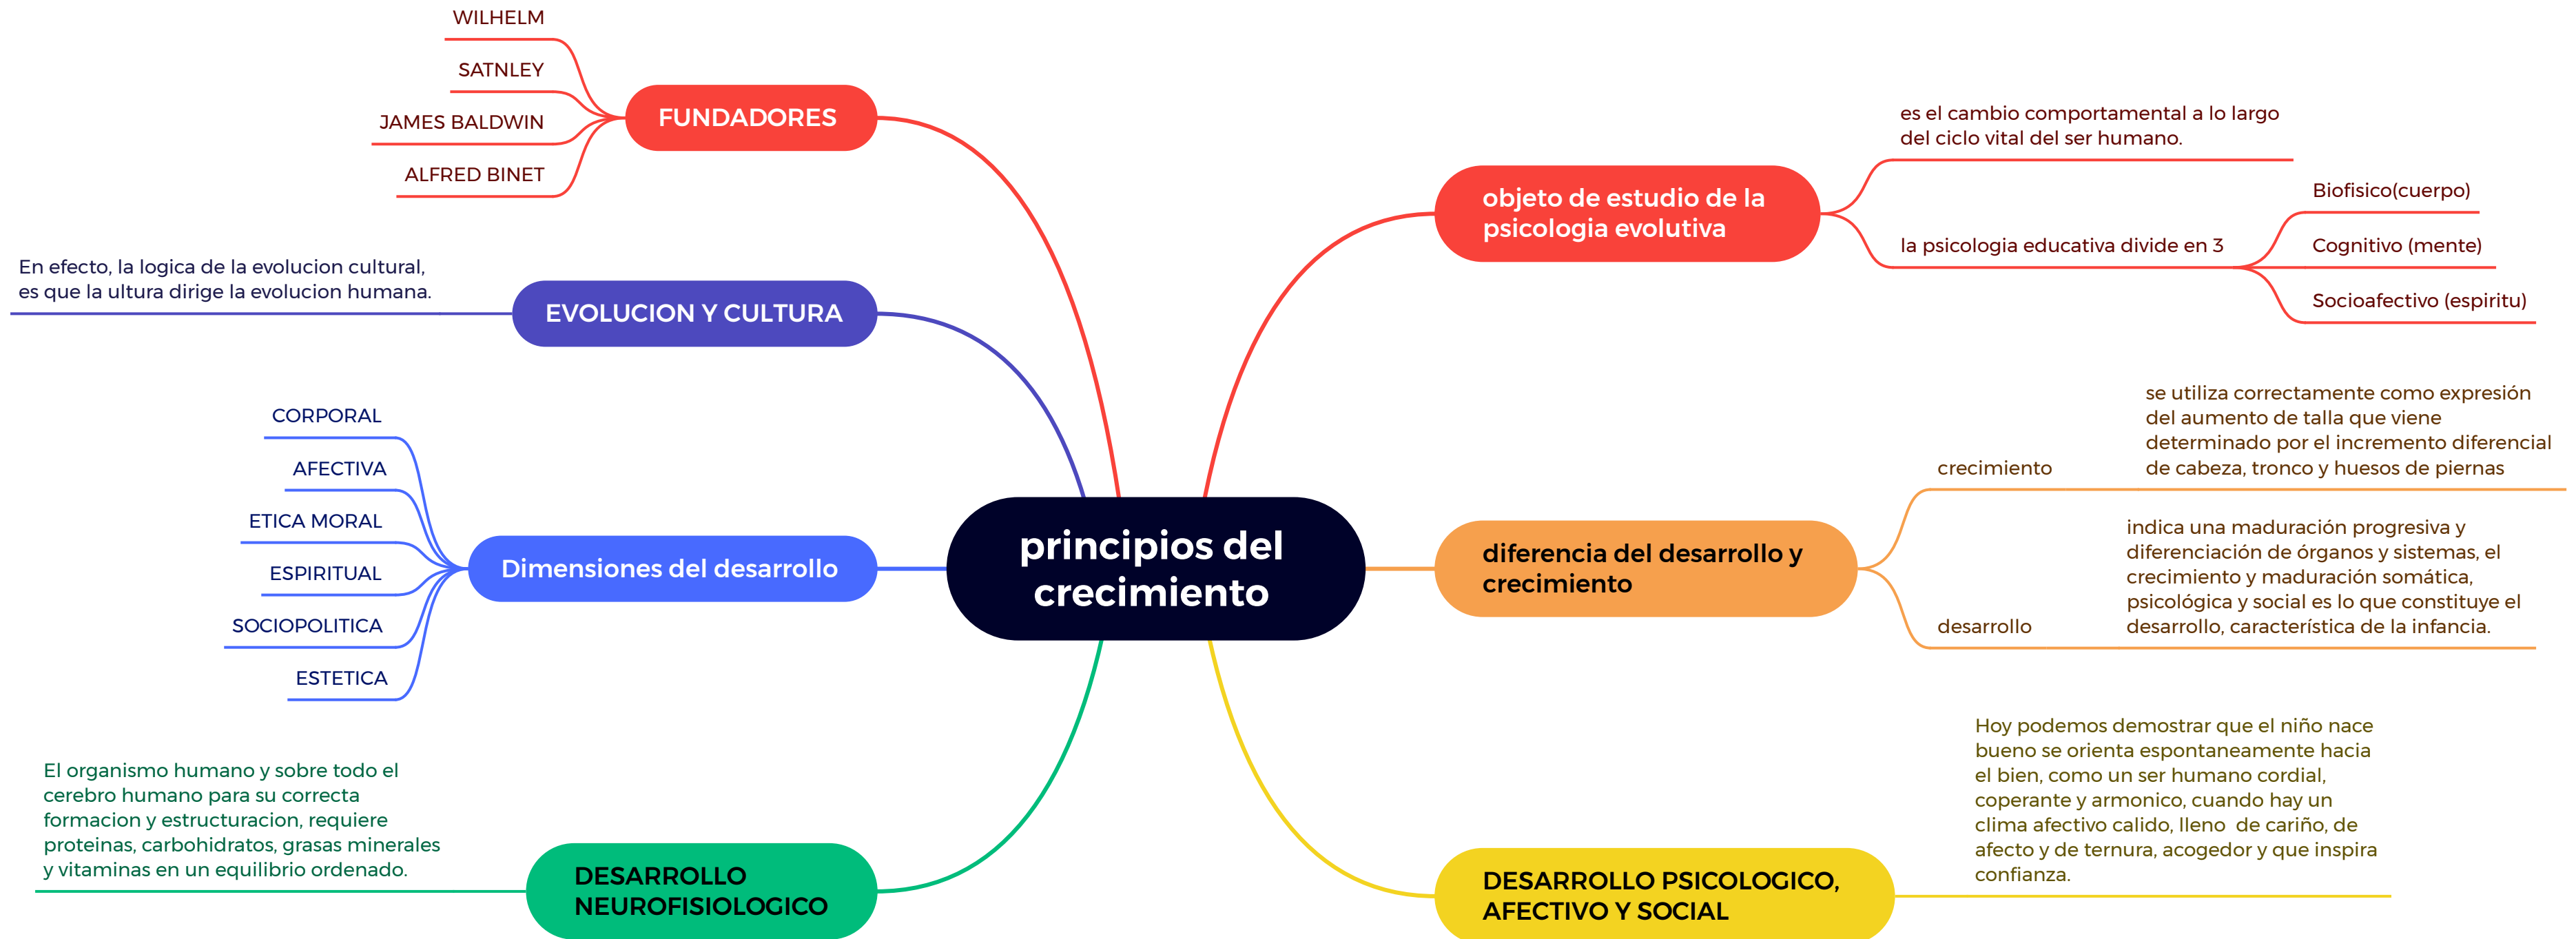 principios del
crecimiento
FUNDADORES
WILHELM
SATNLEY
JAMES BALDWIN
ALFRED BINET
EVOLUCION Y CULTURA
En efecto, la logica de la evolucion cultural,
es que la ultura dirige la evolucion humana.
Dimensiones del desarrollo
CORPORAL
AFECTIVA
ETICA MORAL
ESPIRITUAL
SOCIOPOLITICA
ESTETICA
DESARROLLO
NEUROFISIOLOGICO
El organismo humano y sobre todo el
cerebro humano para su correcta
formacion y estructuracion, requiere
proteinas, carbohidratos, grasas minerales
y vitaminas en un equilibrio ordenado.
objeto de estudio de la
psicologia evolutiva
es el cambio comportamental a lo largo
del ciclo vital del ser humano.
la psicologia educativa divide en 3
Biofisico(cuerpo)
Cognitivo (mente)
Socioafectivo (espiritu)
diferencia del desarrollo y
crecimiento
crecimiento
se utiliza correctamente como expresión
del aumento de talla que viene
determinado por el incremento diferencial
de cabeza, tronco y huesos de piernas
desarrollo
indica una maduración progresiva y
diferenciación de órganos y sistemas, el
crecimiento y maduración somática,
psicológica y social es lo que constituye el
desarrollo, característica de la infancia.
DESARROLLO PSICOLOGICO,
AFECTIVO Y SOCIAL
Hoy podemos demostrar que el niño nace
bueno se orienta espontaneamente hacia
el bien, como un ser humano cordial,
coperante y armonico, cuando hay un
clima afectivo calido, lleno  de cariño, de
afecto y de ternura, acogedor y que inspira
confianza.